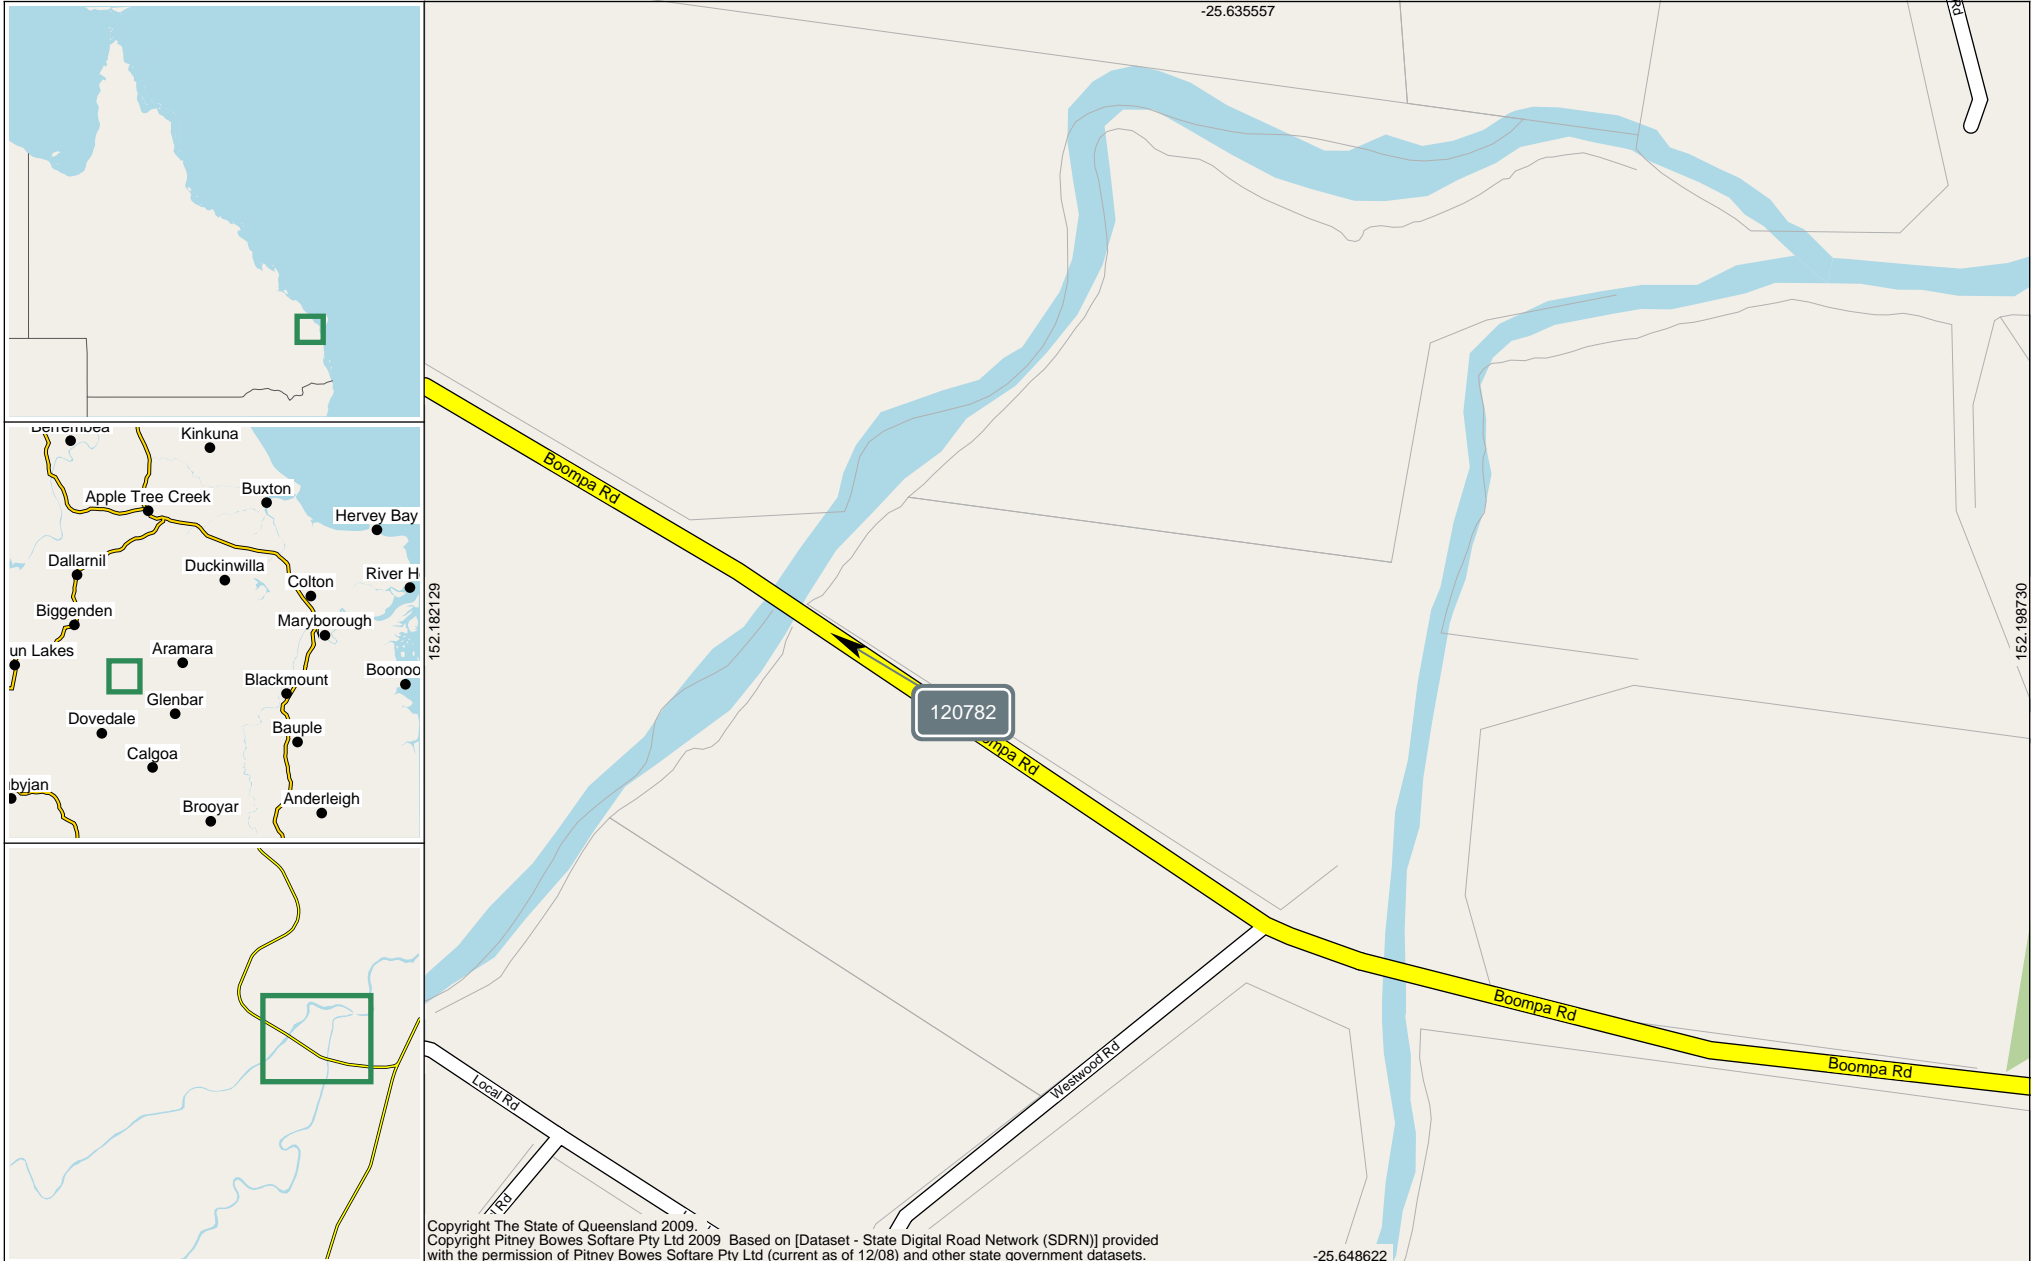 -25.635557
Rd
Berrembea
Kinkuna
Apple Tree Creek
Buxton
Hervey Bay
Dallarnil
Duckinwilla
Colton
River H
Biggenden
Maryborough
un Lakes
Aramara
Boonoo
Blackmount
Glenbar
Dovedale
Bauple
Calgoa
byjan
Anderleigh
Brooyar
152.182129
152.198730
Boompa Rd
120782
ompa Rd
Boompa Rd
Boompa Rd
Westwood Rd
Local Rd
Rd
Copyright The State of Queensland 2009.
Copyright Pitney Bowes Softare Pty Ltd 2009 Based on [Dataset - State Digital Road Network (SDRN)] provided
with the permission of Pitney Bowes Softare Pty Ltd (current as of 12/08) and other state government datasets.
-25.648622